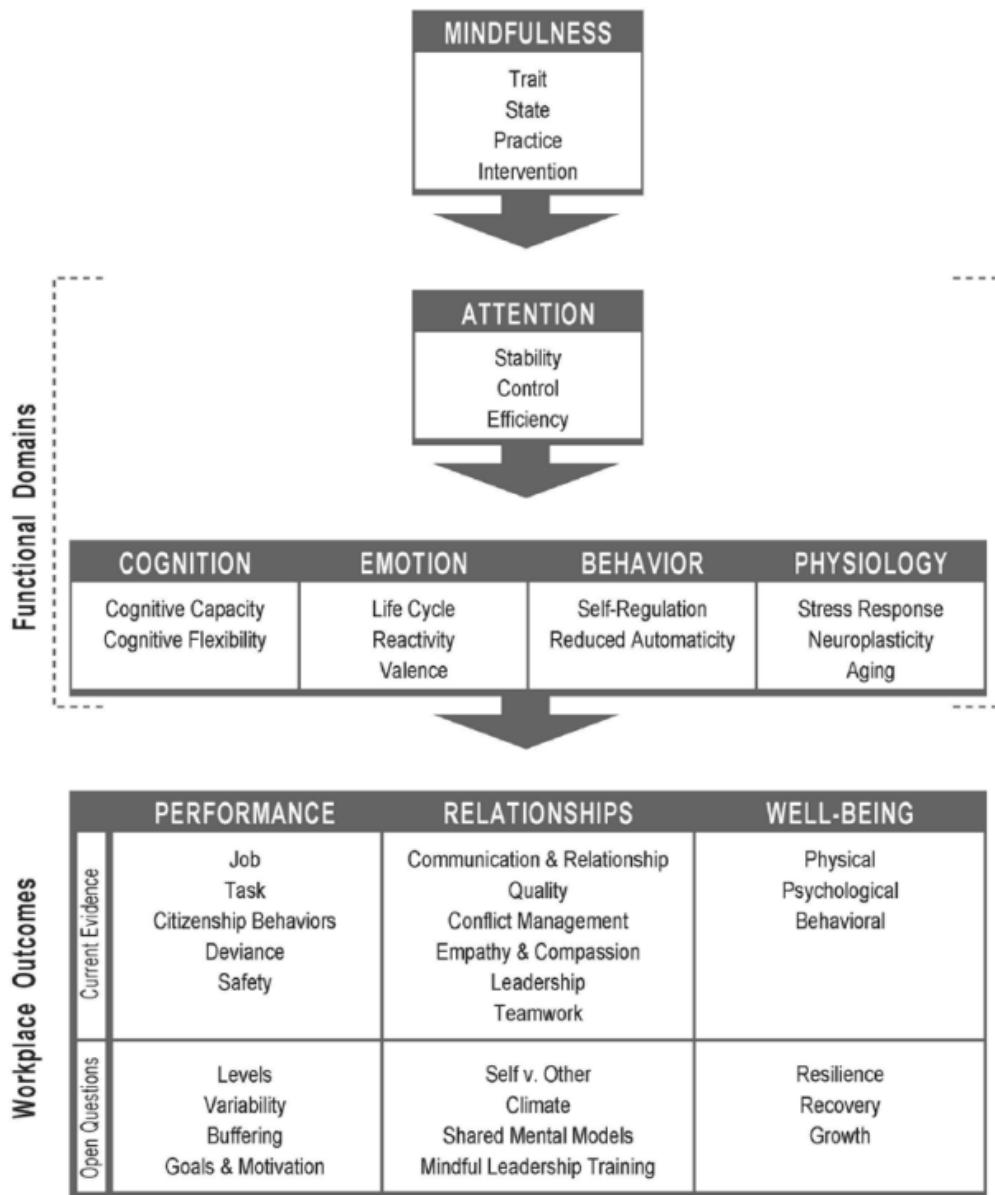 MINDFULNESS
Trait
State
Practice
Intervention
Functional Domains
ATTENTION
Stability
Control
Efficiency
COGNITION
Cognitive Capacity
Cognitive Flexibility
EMOTION
Life Cycle
Reactivity
Valence
BEHAVIOR
Self-Regulation
Reduced Automaticity
PHYSIOLOGY
Stress Response
Neuroplasticity
Aging
Workplace Outcomes
PERFORMANCE
RELATIONSHIPS
WELL-BEING
Current Evidence
Job
Task
Citizenship Behaviors
Deviance
Safety
Communication & Relationship
Quality
Conflict Management
Empathy & Compassion
Leadership
Teamwork
Physical
Psychological
Behavioral
Open Questions
Levels
Variability
Buffering
Goals & Motivation
Self v. Other
Climate
Shared Mental Models
Mindful Leadership Training
Resilience
Recovery
Growth